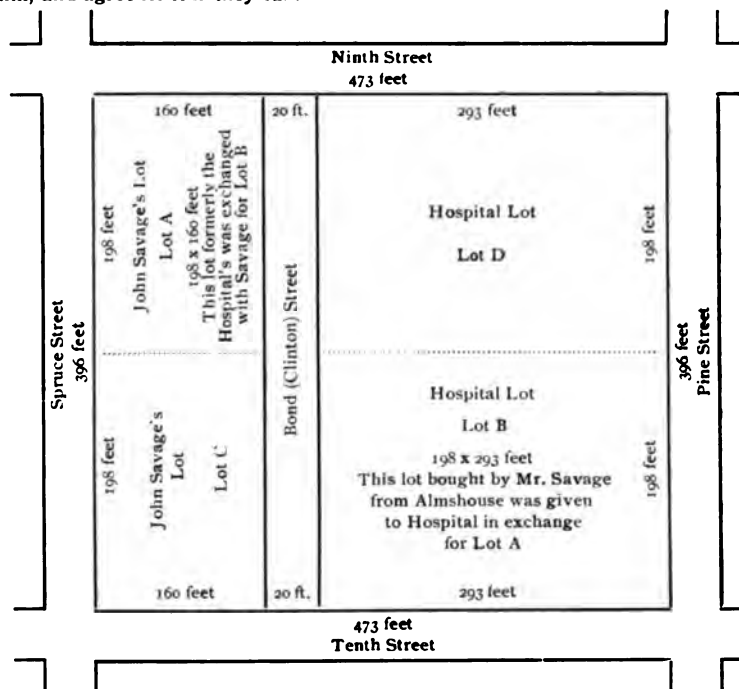 Ninth Street
473 feet
160 feet
20 ft.
293 feet
198 feet
John Savage's Lot
Lot A
198 x 160 feet
This lot formerly the
Hospital's was exchanged
with Savage for Lot B
Hospital Lot
Lot D
198 feet
Spruce Street
396 feet
Bond (Clinton) Street
396 feet
Pine Street
198 feet
John Savage's
Lot
Lot C
Hospital Lot
Lot B
198 x 293 feet
This lot bought by Mr. Savage
from Almshouse was given
to Hospital in exchange
for Lot A
198 feet
160 feet
20 ft.
293 feet
473 feet
Tenth Street